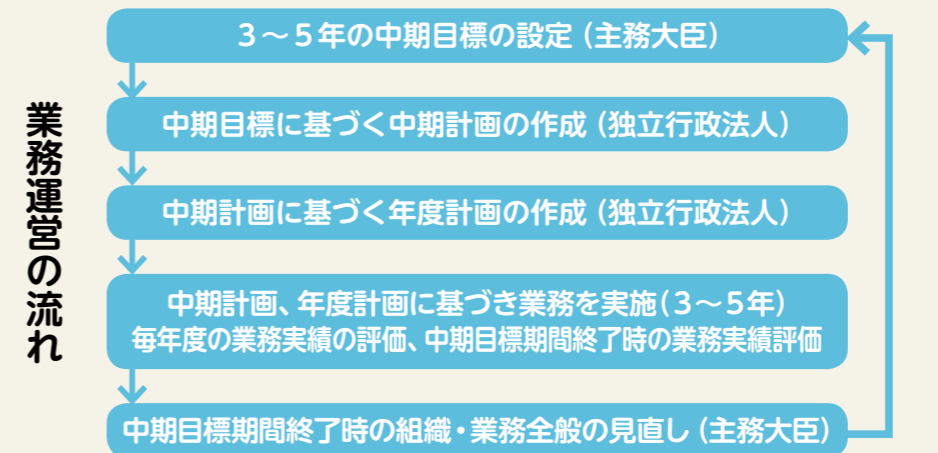 業務運営の流れ
3～5年の中期目標の設定（主務大臣）
中期目標に基づく中期計画の作成（独立行政法人）
中期計画に基づく年度計画の作成（独立行政法人）
中期計画、年度計画に基づき業務を実施（3～5年）
毎年度の業務実績の評価、中期目標期間終了時の業務実績評価
中期目標期間終了時の組織・業務全般の見直し（主務大臣）